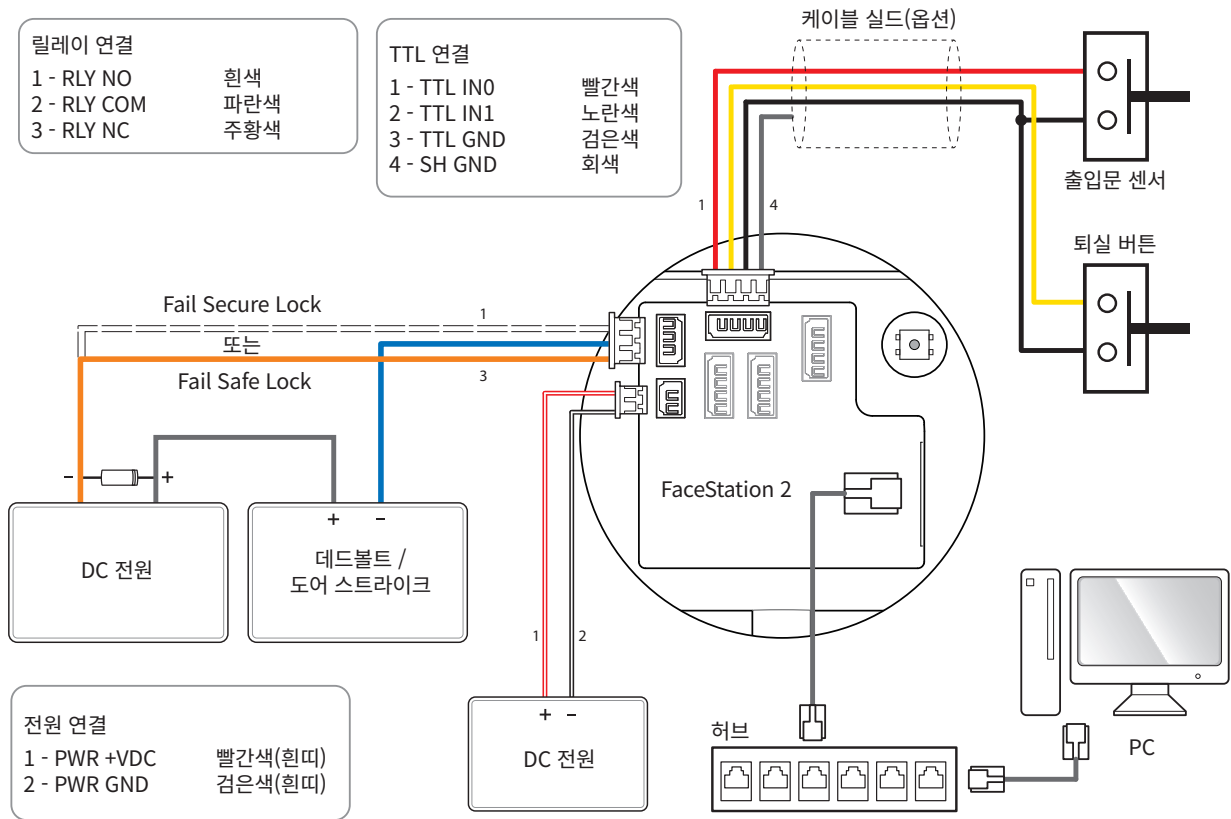 릴레이 연결
1 - RLY NO 흰색
2 - RLY COM 파란색
3 - RLY NC 주황색
TTL 연결
1 - TTL IN0 빨간색
2 - TTL IN1 노란색
3 - TTL GND 검은색
4 - SH GND 회색
케이블 실드(옵션)
출입문 센서
1
4
퇴실 버튼
Fail Secure Lock
1
또는
Fail Safe Lock
3
FaceStation 2
- +
+ -
DC 전원
데드볼트 /
도어 스트라이크
1
2
전원 연결
1 - PWR +VDC 빨간색(흰띠)
2 - PWR GND 검은색(흰띠)
+ -
DC 전원
허브
PC